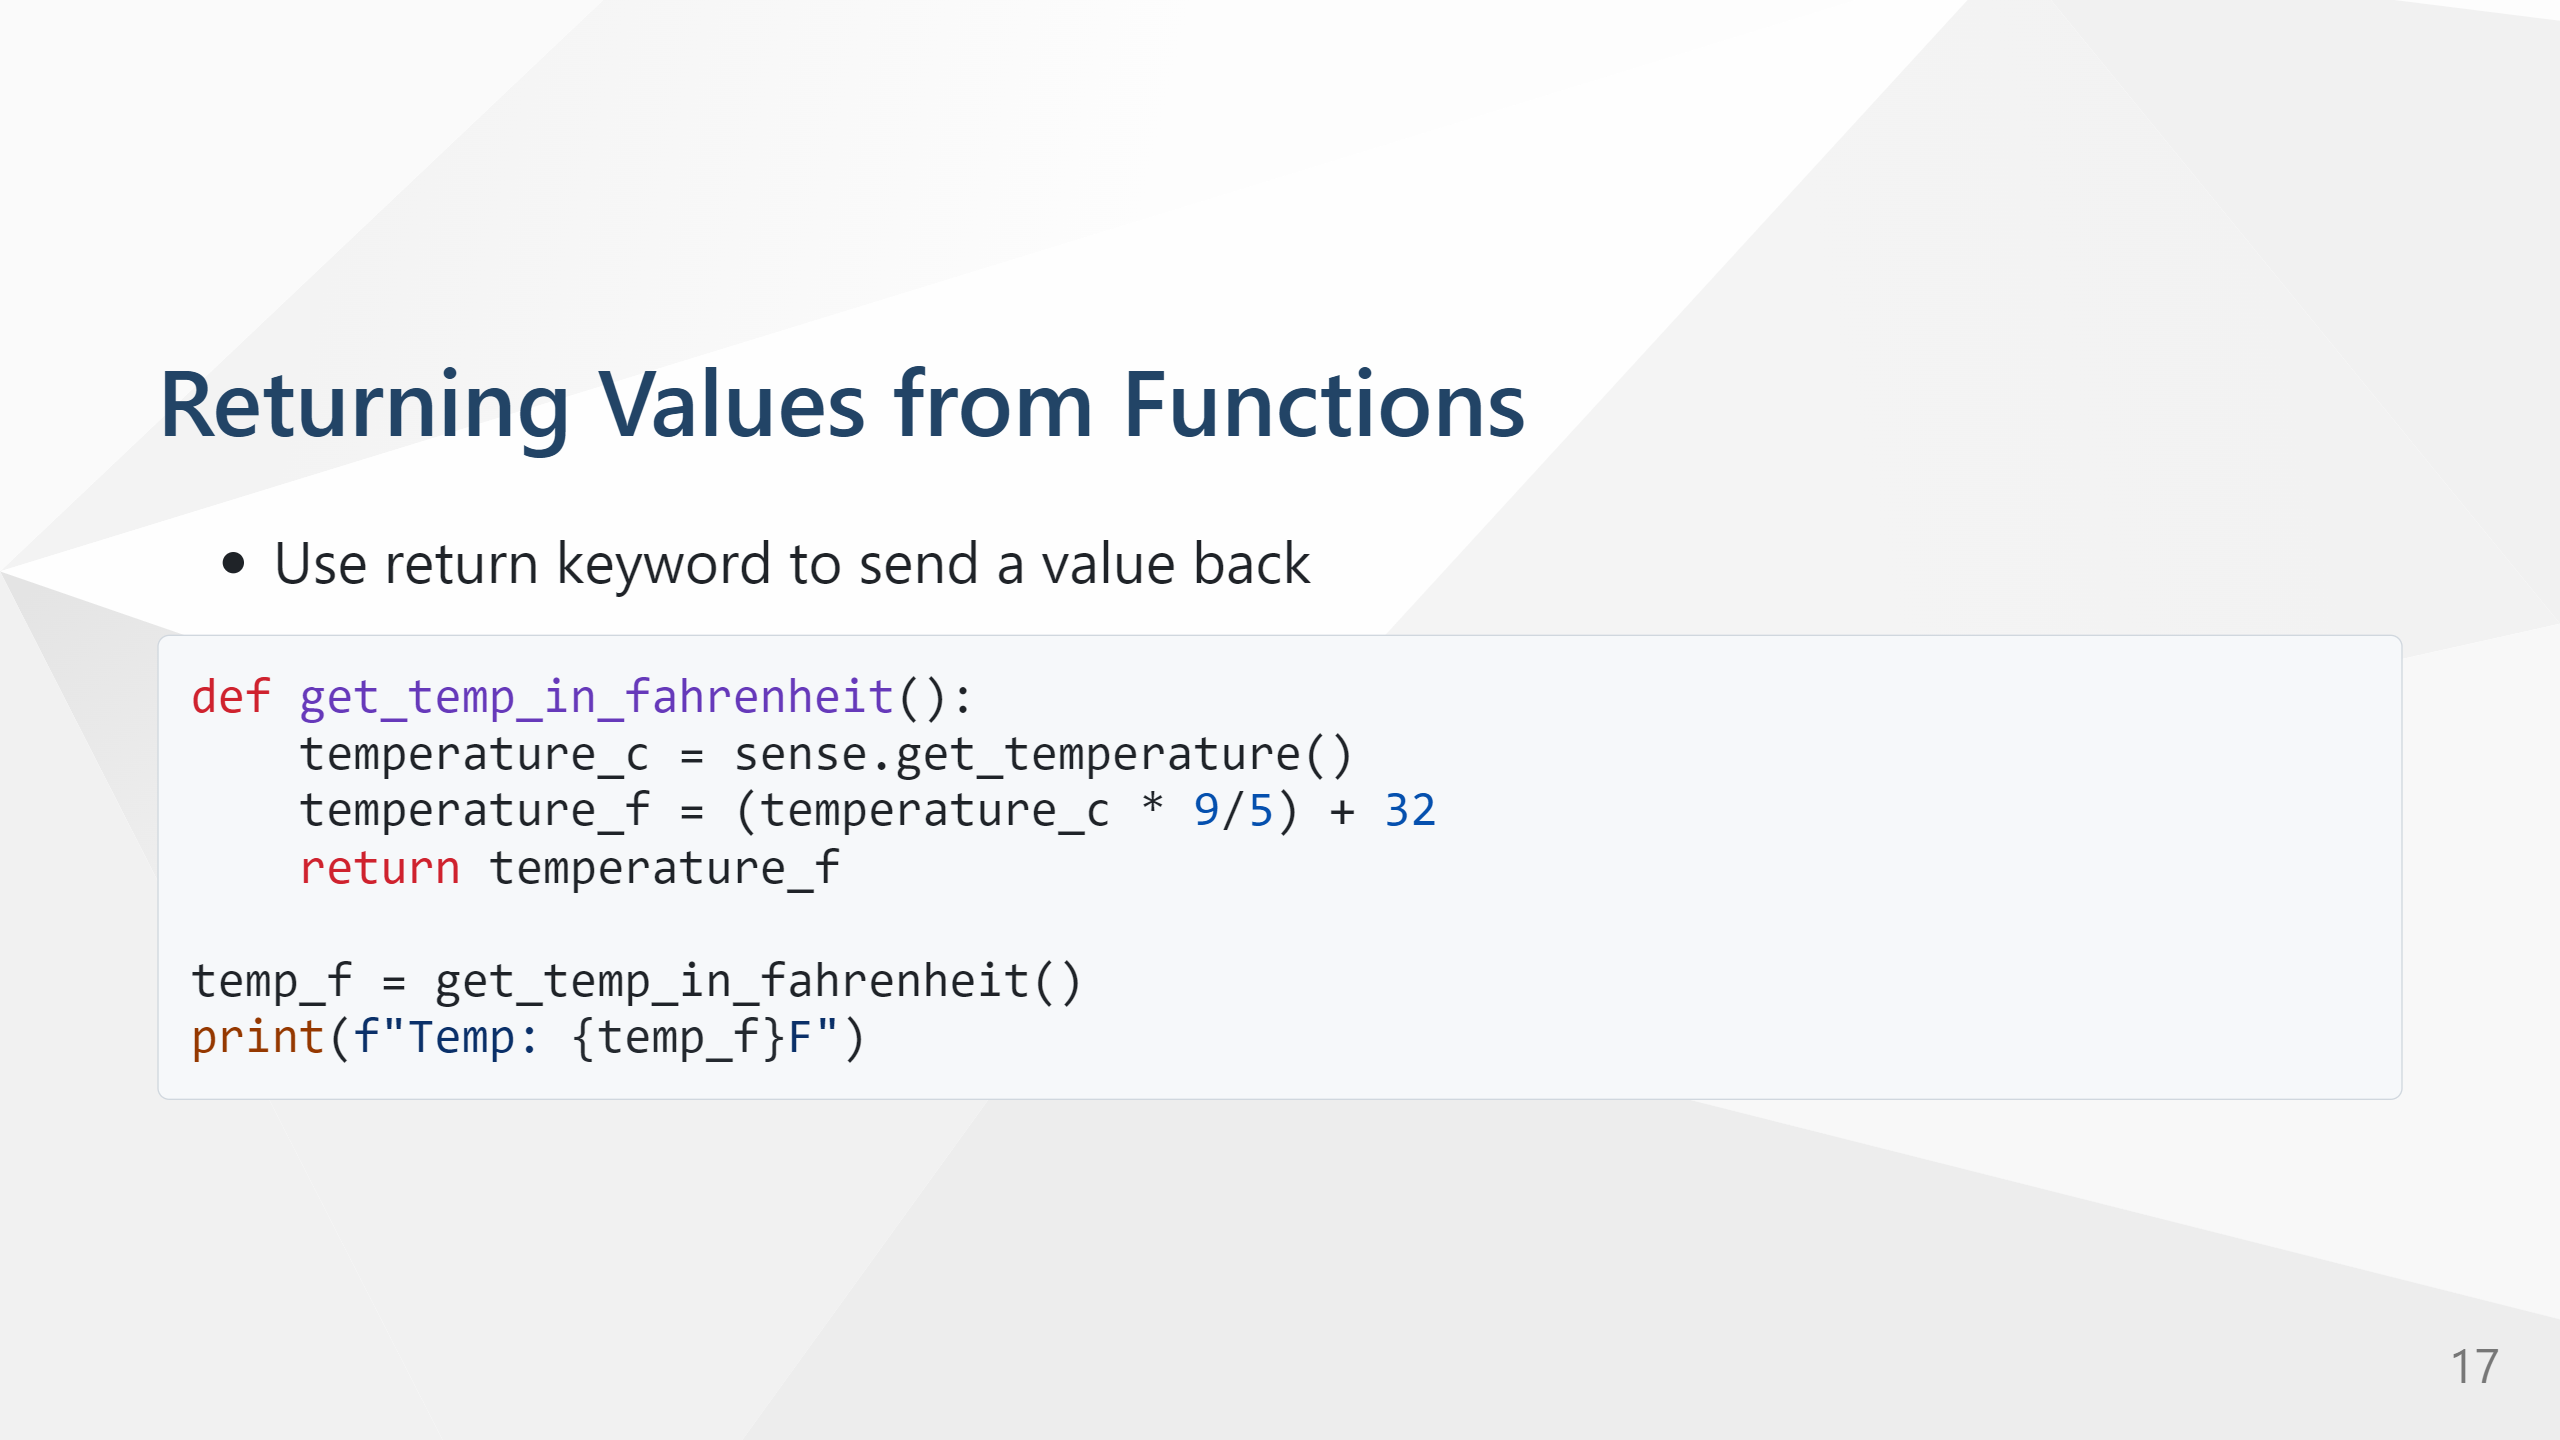 Returning Values from Functions
• Use return keyword to send a value back
def get_temp_in_fahrenheit():
    temperature_c = sense.get_temperature()
    temperature_f = (temperature_c * 9/5) + 32
    return temperature_f

temp_f = get_temp_in_fahrenheit()
print(f"Temp: {temp_f}F")
17